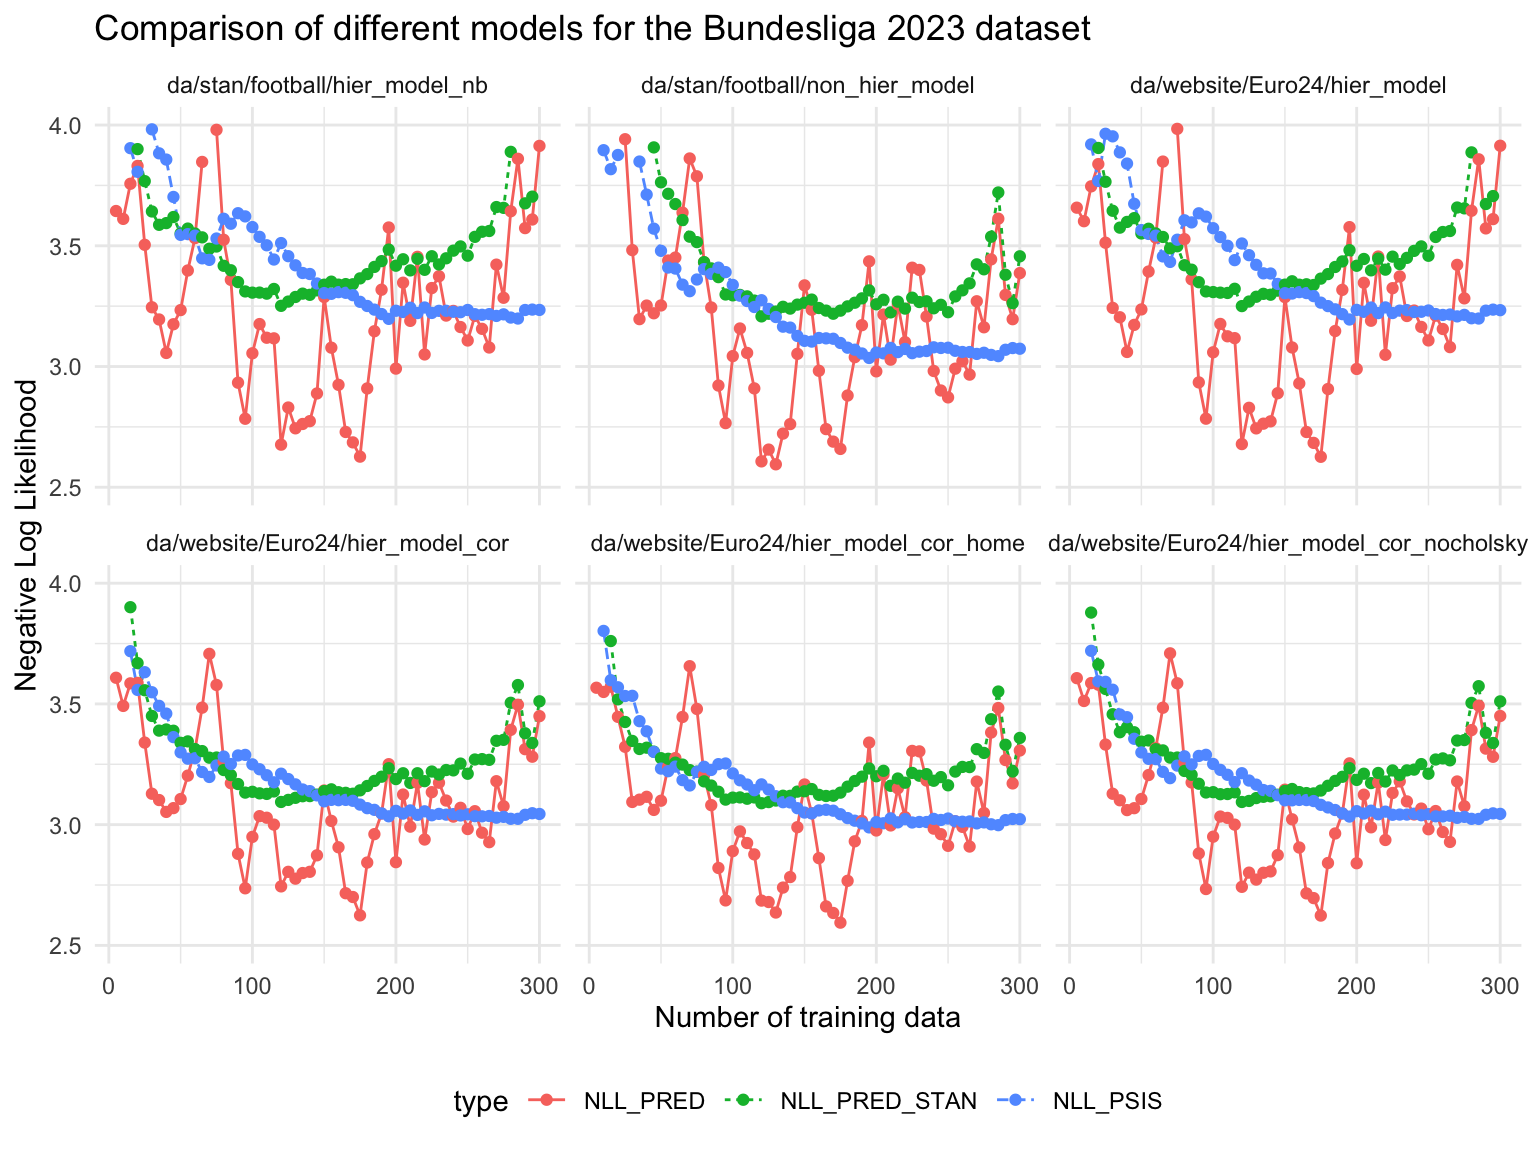 Comparison of different models for the Bundesliga 2023 dataset
da/stan/football/hier_model_nb
da/stan/football/non_hier_model
da/website/Euro24/hier_model
4.0
3.5
3.0
2.5
da/website/Euro24/hier_model_cor
da/website/Euro24/hier_model_cor_home
da/website/Euro24/hier_model_cor_nocholsky
4.0
3.5
3.0
2.5
Negative Log Likelihood
0 100 200 300
0 100 200 300
0 100 200 300
Number of training data
type NLL_PRED NLL_PRED_STAN NLL_PSIS